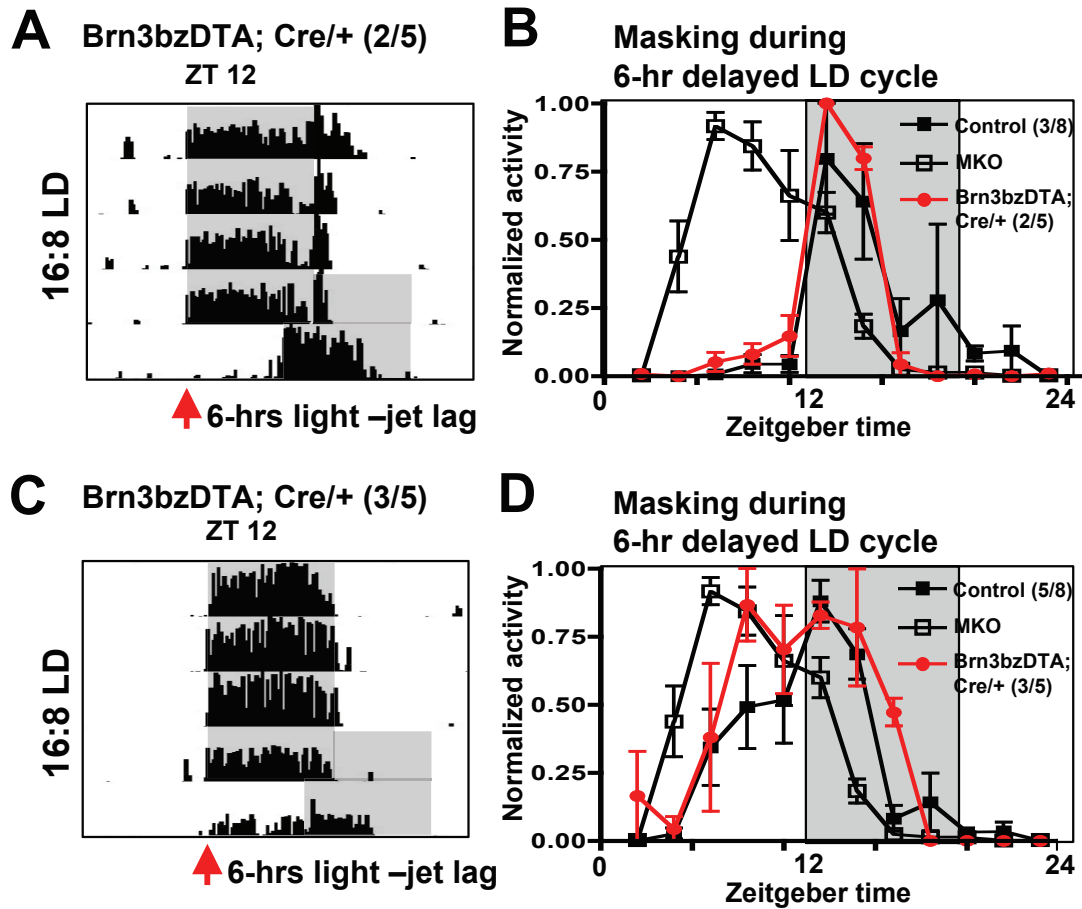 A
Brn3bzDTA; Cre/+ (2/5)
ZT 12
16:8 LD
6-hrs light –jet lag
B
Masking during
6-hr delayed LD cycle
Normalized activity
1.00
0.75
0.50
0.25
0.00
0
12
24
Zeitgeber time
Control (3/8)
MKO
Brn3bzDTA;
Cre/+ (2/5)
C
Brn3bzDTA; Cre/+ (3/5)
ZT 12
16:8 LD
6-hrs light –jet lag
D
Masking during
6-hr delayed LD cycle
Normalized activity
1.00
0.75
0.50
0.25
0.00
0
12
24
Zeitgeber time
Control (5/8)
MKO
Brn3bzDTA;
Cre/+ (3/5)